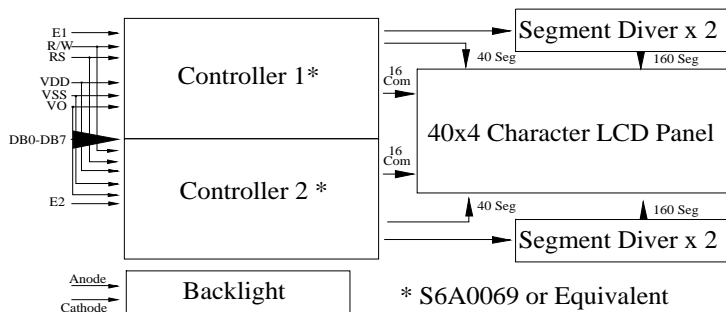 E1
R/W
RS
VDD
VSS
VO
DB0-DB7
E2
Controller 1*
Controller 2 *
16
Com
16
Com
Segment Diver x 2
40 Seg
160 Seg
40x4 Character LCD Panel
40 Seg
160 Seg
Segment Diver x 2
Anode
Cathode
Backlight
* S6A0069 or Equivalent